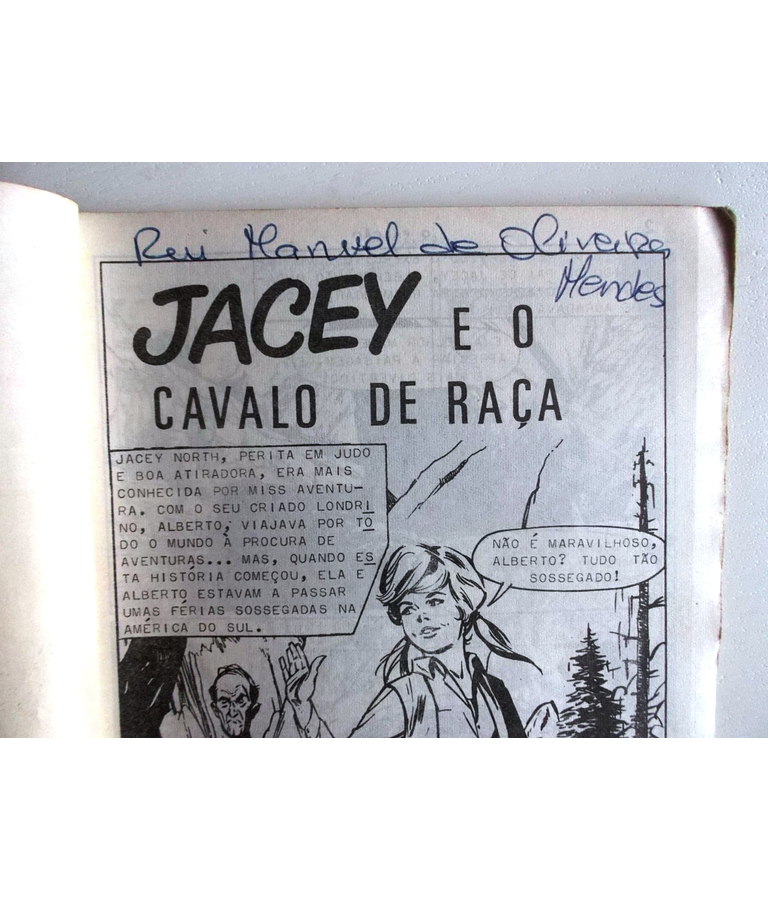 Rui Manuel de Oliveira
Mendes
JACEY E O
CAVALO DE RAÇA
JACEY NORTH, PERITA EM JUDO
E BOA ATIRADORA, ERA MAIS
CONHECIDA POR MISS AVENTU-
RA. COM O SEU CRIADO LONDRI
NO, ALBERTO, VIAJAVA POR TO
DO O MUNDO À PROCURA DE
AVENTURAS... MAS, QUANDO ES
TA HISTÓRIA COMEÇOU, ELA E
ALBERTO ESTAVAM A PASSAR
UMAS FÉRIAS SOSSEGADAS NA
AMÉRICA DO SUL.
NÃO É MARAVILHOSO,
ALBERTO? TUDO TÃO
SOSSEGADO!